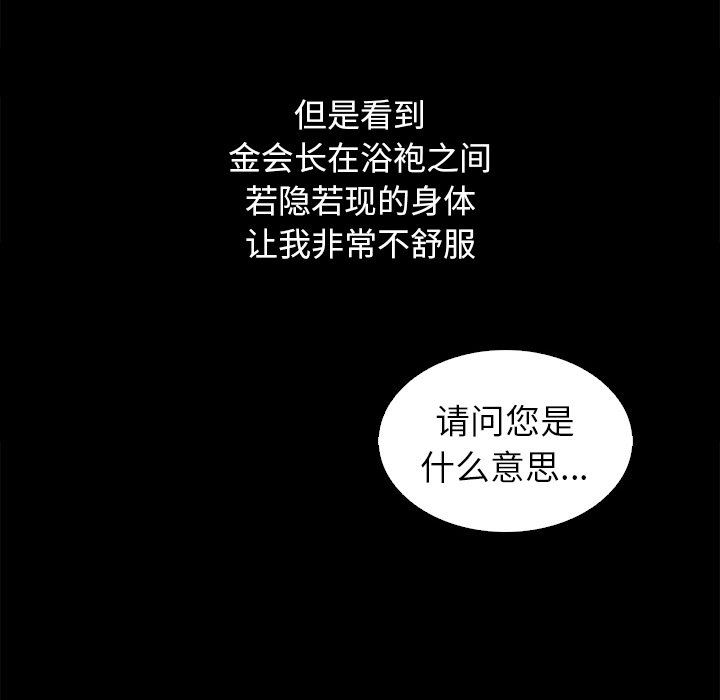 但是看到
金会长在浴袍之间
若隐若现的身体
让我非常不舒服
请问您是
什么意思...